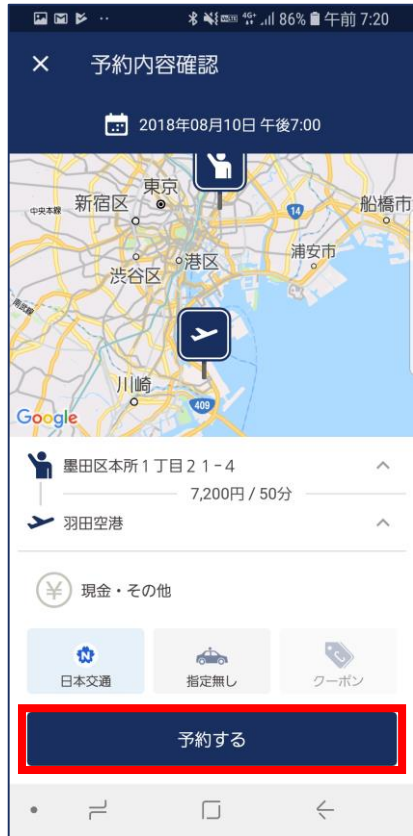 86% 午前 7:20
予約内容確認
2018年08月10日 午後7:00
東京
新宿区
中央本線
14
船橋市
浦安市
港区
渋谷区
南武線
川崎
409
Google
墨田区本所1丁目21-4
7,200円 / 50分
羽田空港
現金・その他
日本交通
指定無し
クーポン
予約する